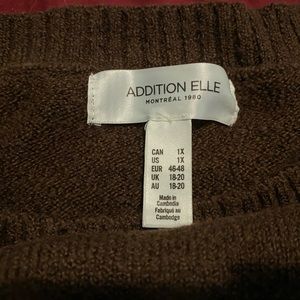 ADDITION ELLE
MONTRÉAL 1980
CAN 1X
US 1X
EUR 46-48
UK 18-20
AU 18-20
Made in
Cambodia
Fabriqué au
Cambodge